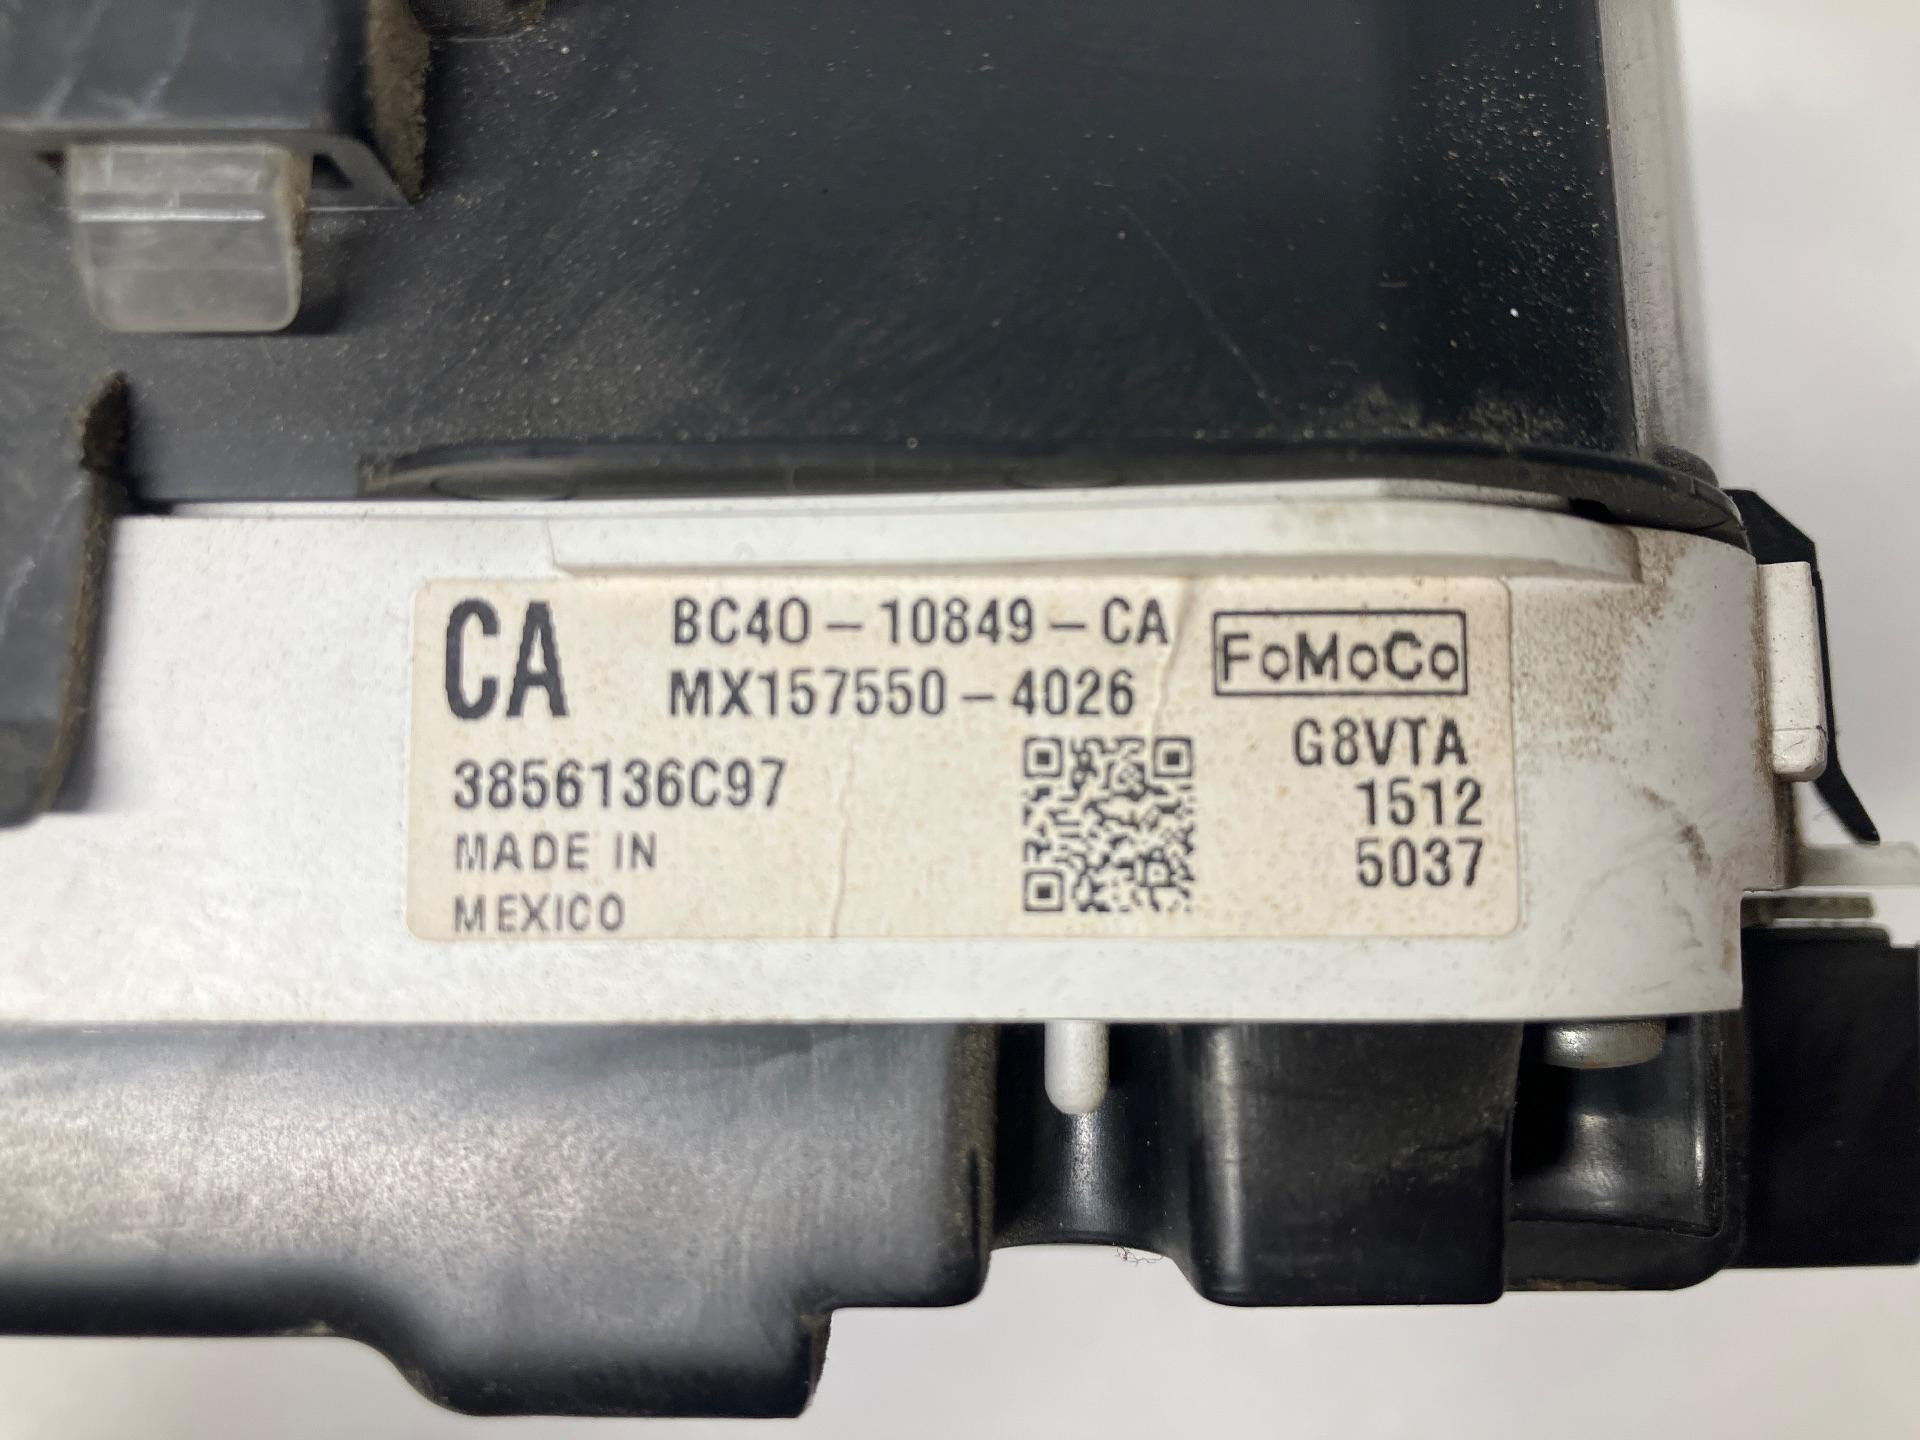 CA
BC40-10849-CA
MX157550-4026
FoMoCo
3856136C97
MADE IN
MEXICO
G8VTA
1512
5037